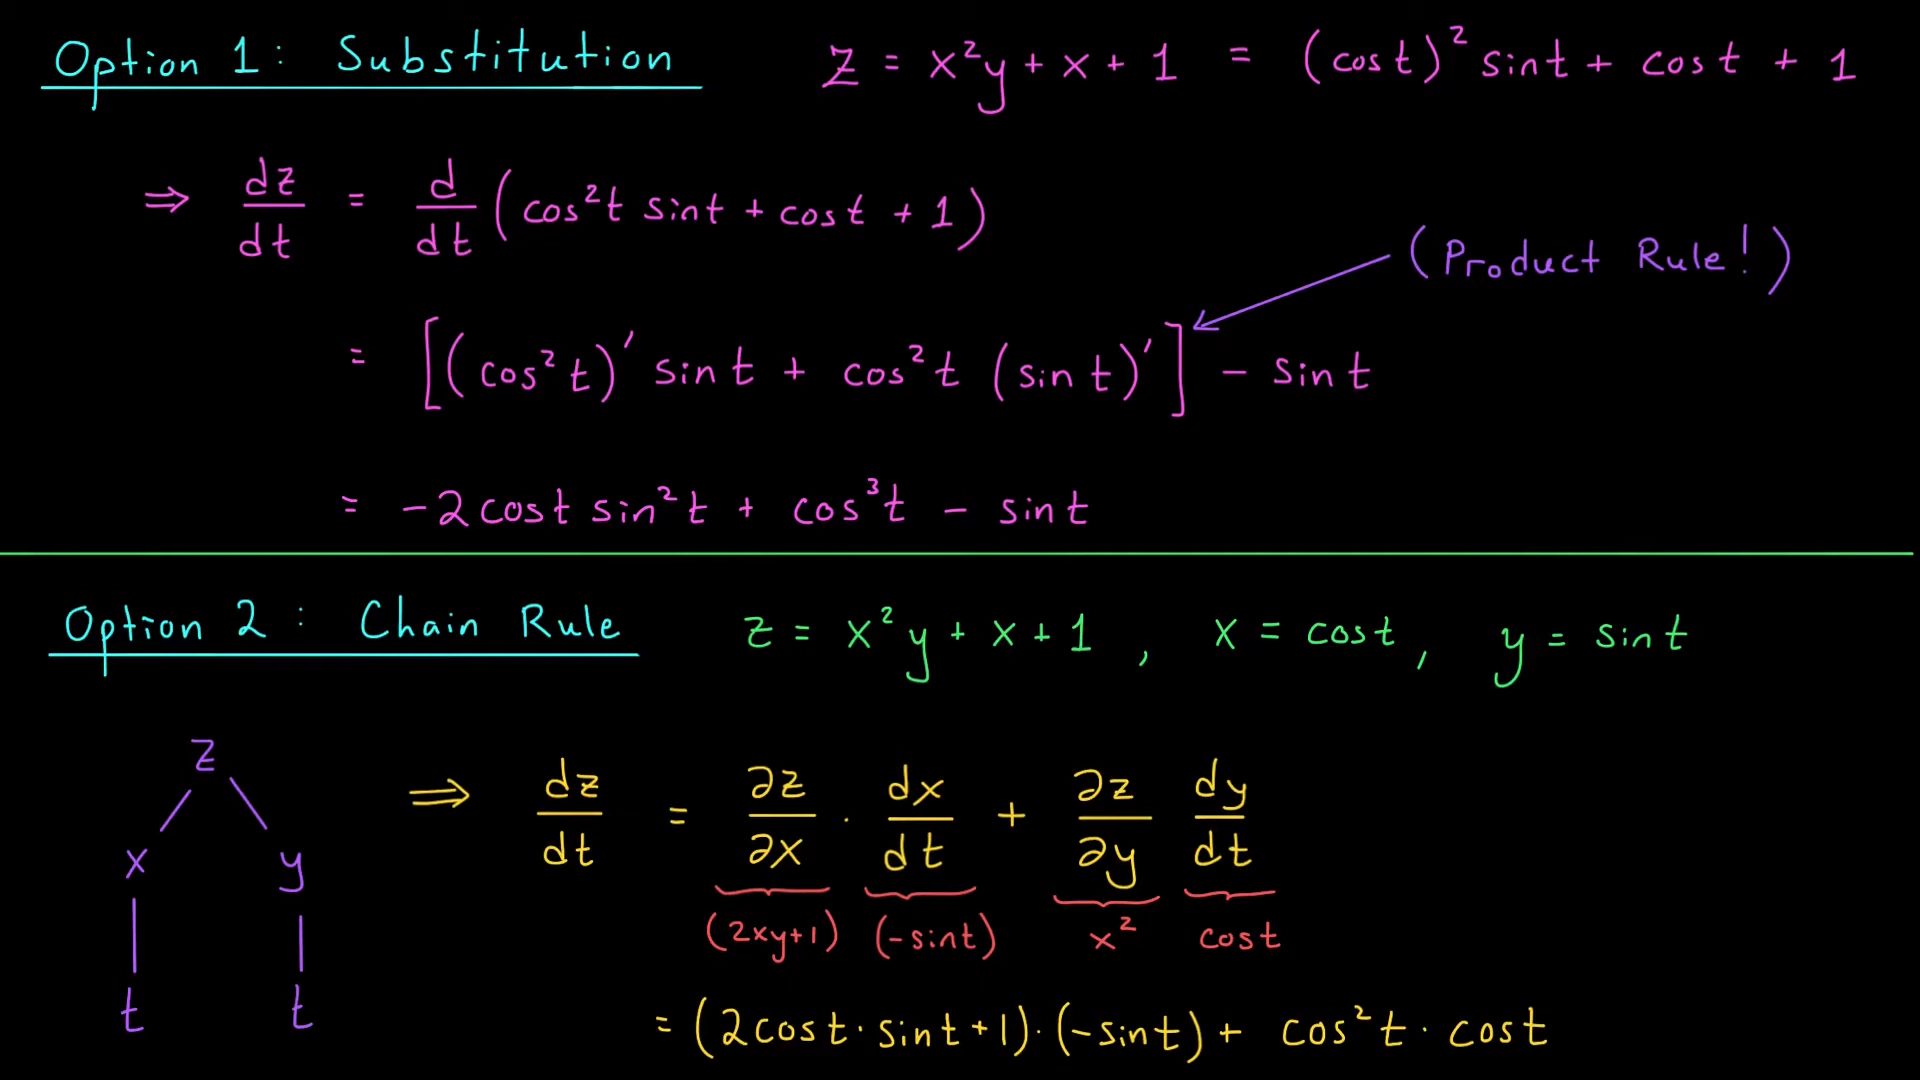 Option 1: Substitution z = x²y + x + 1 = (cos t)² sin t + cos t + 1
⇒ dz/dt = d/dt (cos²t sin t + cos t + 1)
(Product Rule!)
= [(cos²t)′ sin t + cos²t (sin t)′] − sin t
= −2cos t sin²t + cos³t − sin t
Option 2: Chain Rule z = x²y + x + 1 , x = cos t, y = sin t
z
x y
t t
⇒ dz/dt = ∂z/∂x · dx/dt + ∂z/∂y dy/dt
(2xy+1) (−sin t) x² cos t
= (2cos t · sin t + 1) · (−sin t) + cos²t · cos t